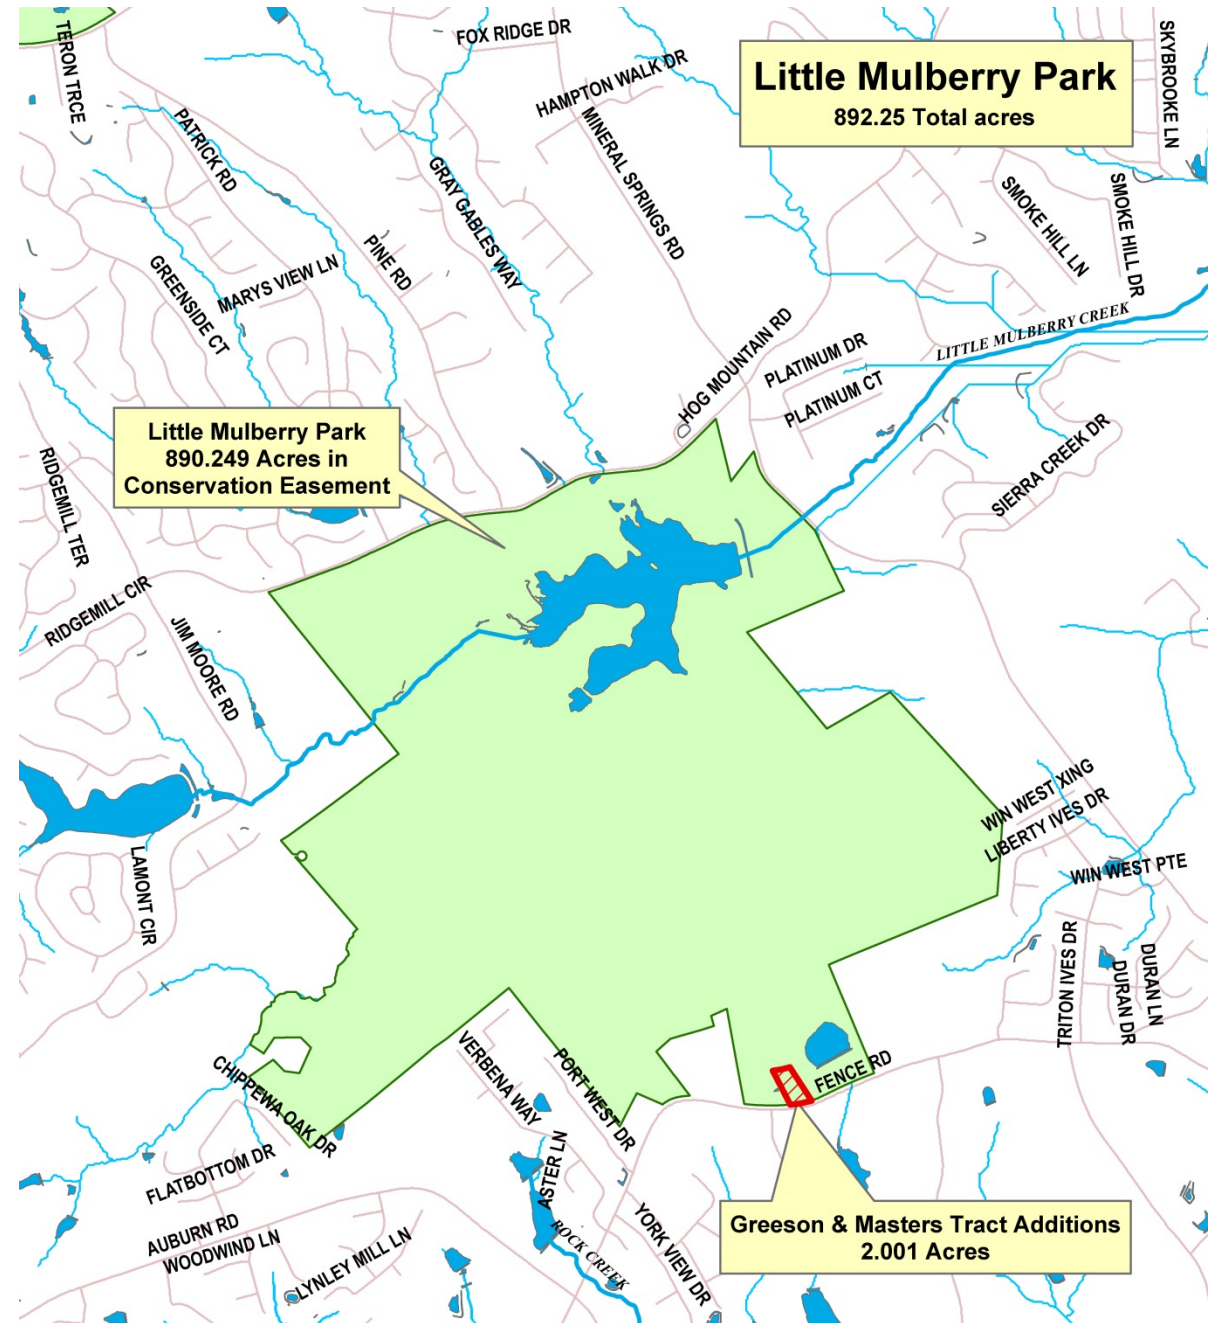 TERON TRCE
FOX RIDGE DR
Little Mulberry Park
892.25 Total acres
SKYBROOKE LN
HAMPTON WALK DR
PATRICK RD
MINERAL SPRINGS RD
GRAY GABLES WAY
SMOKE HILL LN
SMOKE HILL DR
PINE RD
MARYS VIEW LN
GREENSIDE CT
LITTLE MULBERRY CREEK
HOG MOUNTAIN RD
PLATINUM DR
PLATINUM CT
Little Mulberry Park
890.249 Acres in
Conservation Easement
SIERRA CREEK DR
RIDGEMILL TER
RIDGEMILL CIR
JIM MOORE RD
WIN WEST XING
LIBERTY IVES DR
WIN WEST PTE
LAMONT CIR
TRITON IVES DR
DURAN DR
DURAN LN
CHIPPEWA OAK DR
VERBENA WAY
PORT WEST DR
FENCE RD
FLATBOTTOM DR
ASTER LN
AUBURN RD
WOODWIND LN
LYNLEY MILL LN
ROCK CREEK
YORK VIEW DR
Greeson & Masters Tract Additions
2.001 Acres